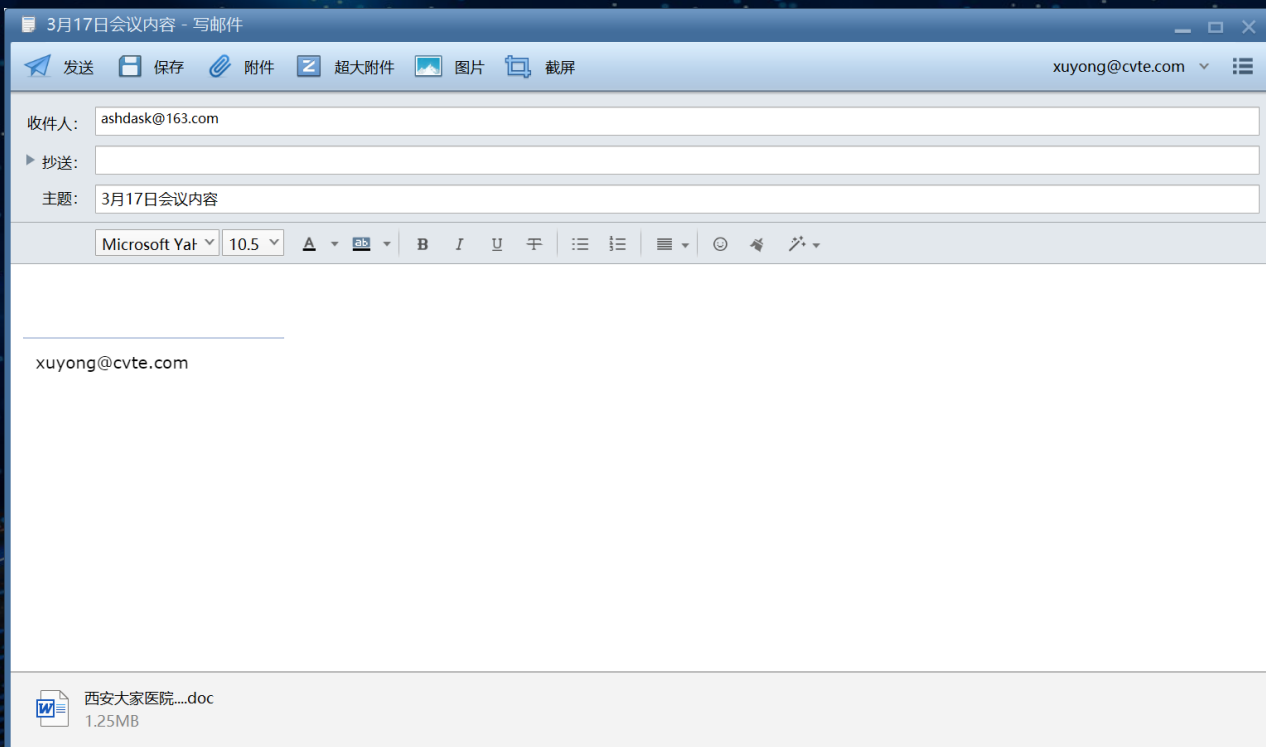 3月17日会议内容 - 写邮件
发送 保存 附件 超大附件 图片 截屏 xuyong@cvte.com
收件人: ashdask@163.com
抄送:
主题: 3月17日会议内容
Microsoft Yah 10.5 A ab B I U T
xuyong@cvte.com
西安大家医院....doc
1.25MB